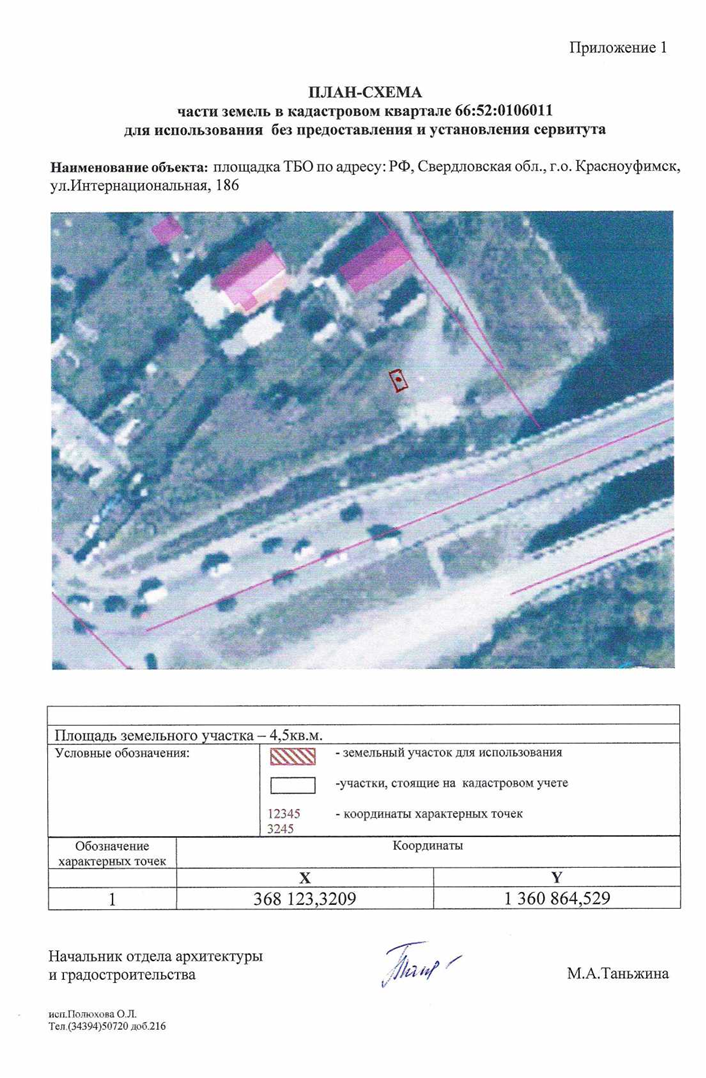 Приложение 1
ПЛАН-СХЕМА
части земель в кадастровом квартале 66:52:0106011
для использования без предоставления и установления сервитута
Наименование объекта: площадка ТБО по адресу: РФ, Свердловская обл., г.о. Красноуфимск,
ул.Интернациональная, 186
Площадь земельного участка – 4,5кв.м.
Условные обозначения:
- земельный участок для использования
-участки, стоящие на кадастровом учете
12345
3245
- координаты характерных точек
Обозначение
характерных точек
Координаты
X
Y
1
368 123,3209
1 360 864,529
Начальник отдела архитектуры
и градостроительства
М.А.Таньжина
исп.Полюхова О.Л.
Тел.(34394)50720 доб.216